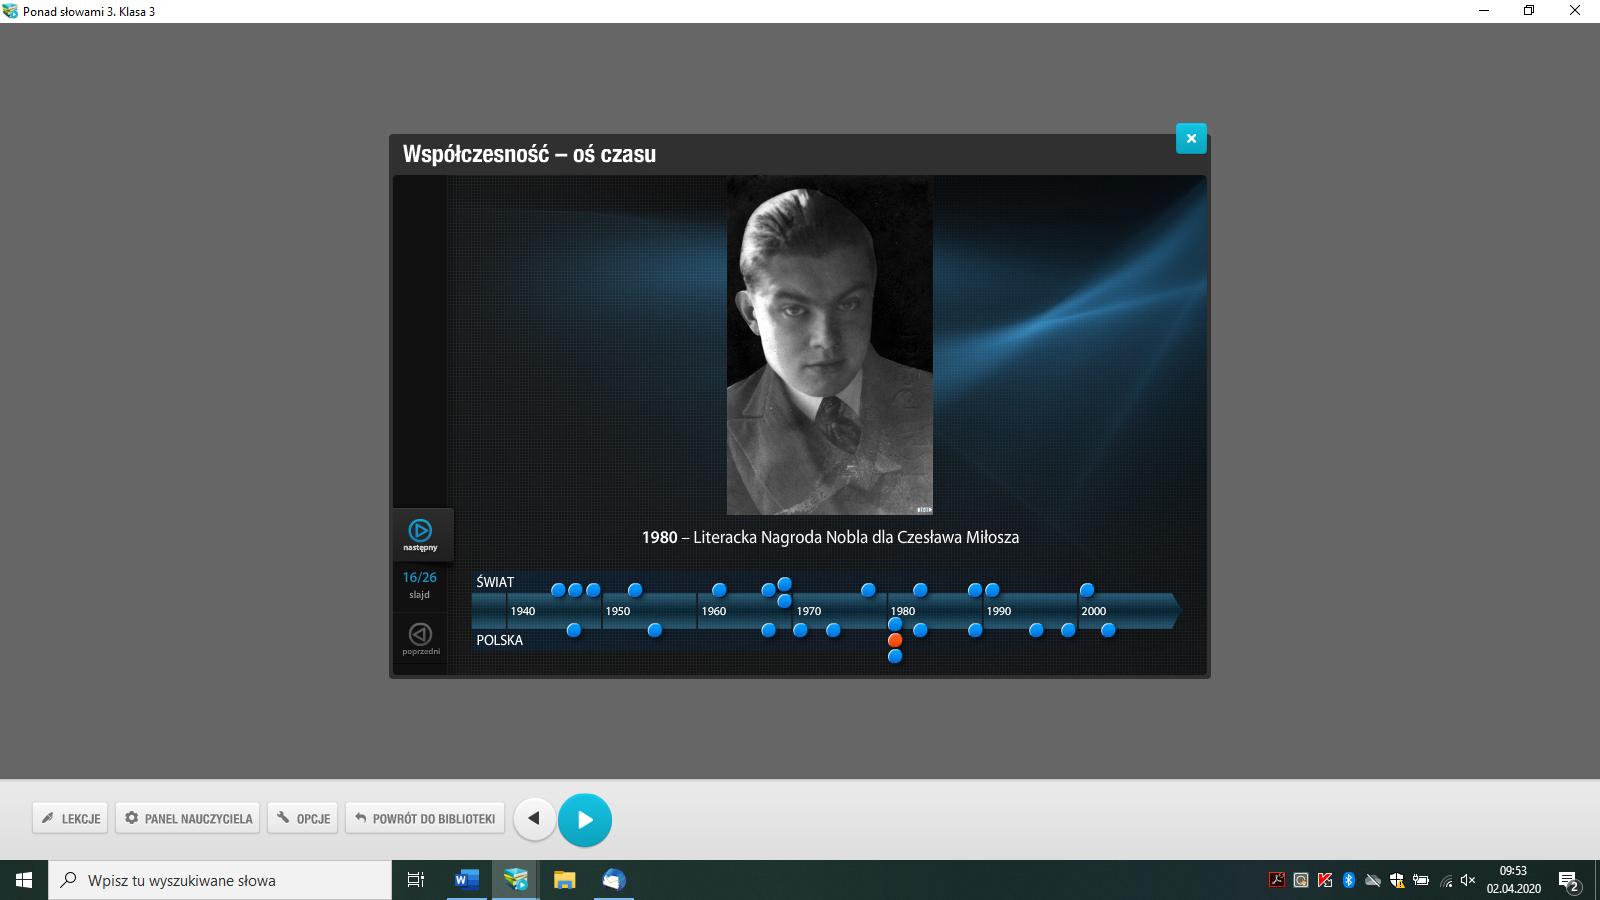 Ponad słowami 3. Klasa 3
Współczesność – oś czasu
1980 – Literacka Nagroda Nobla dla Czesława Miłosza
następny
16/26
slajd
poprzedni
ŚWIAT
1940 1950 1960 1970 1980 1990 2000
POLSKA
LEKCJE PANEL NAUCZYCIELA OPCJE POWRÓT DO BIBLIOTEKI
Wpisz tu wyszukiwane słowa
09:53
02.04.2020
2